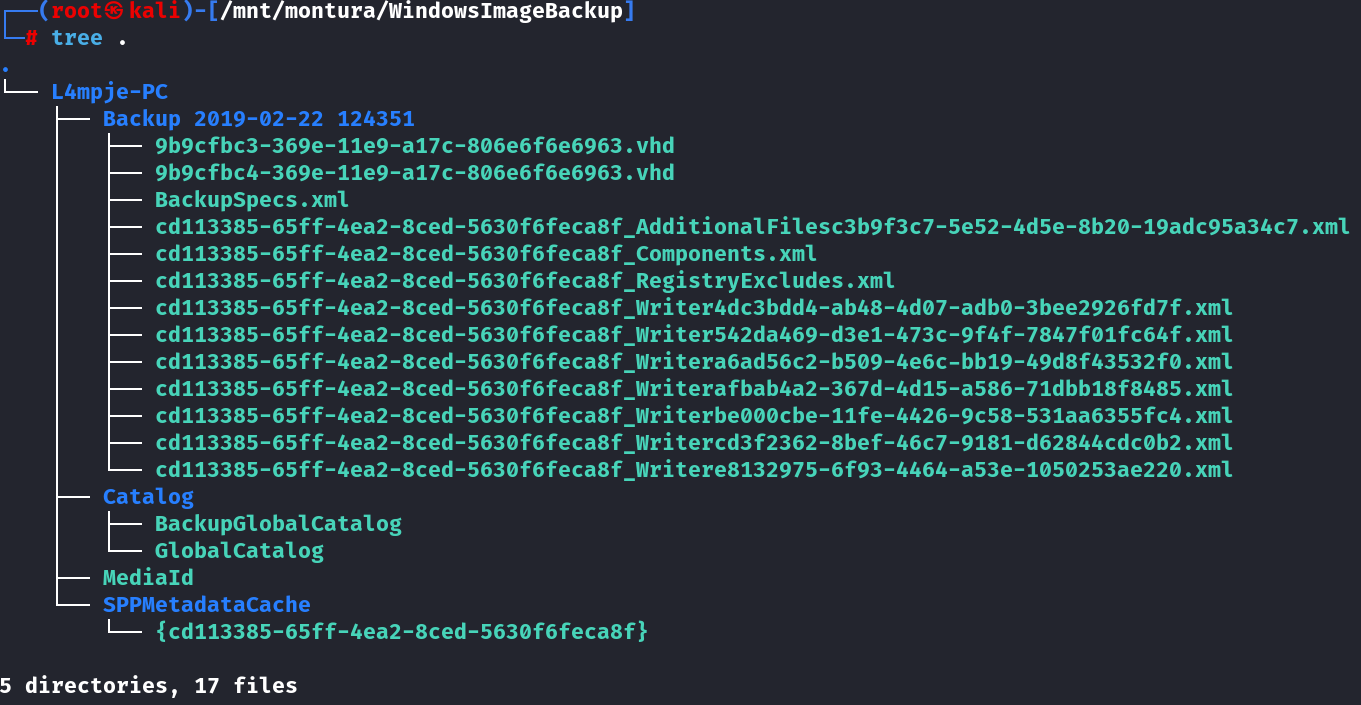 ┌──(root㉿kali)-[/mnt/montura/WindowsImageBackup]
└─# tree .
.
└── L4mpje-PC
    ├── Backup 2019-02-22 124351
    │   ├── 9b9cfbc3-369e-11e9-a17c-806e6f6e6963.vhd
    │   ├── 9b9cfbc4-369e-11e9-a17c-806e6f6e6963.vhd
    │   ├── BackupSpecs.xml
    │   ├── cd113385-65ff-4ea2-8ced-5630f6feca8f_AdditionalFilesc3b9f3c7-5e52-4d5e-8b20-19adc95a34c7.xml
    │   ├── cd113385-65ff-4ea2-8ced-5630f6feca8f_Components.xml
    │   ├── cd113385-65ff-4ea2-8ced-5630f6feca8f_RegistryExcludes.xml
    │   ├── cd113385-65ff-4ea2-8ced-5630f6feca8f_Writer4dc3bdd4-ab48-4d07-adb0-3bee2926fd7f.xml
    │   ├── cd113385-65ff-4ea2-8ced-5630f6feca8f_Writer542da469-d3e1-473c-9f4f-7847f01fc64f.xml
    │   ├── cd113385-65ff-4ea2-8ced-5630f6feca8f_Writera6ad56c2-b509-4e6c-bb19-49d8f43532f0.xml
    │   ├── cd113385-65ff-4ea2-8ced-5630f6feca8f_Writerafbab4a2-367d-4d15-a586-71dbb18f8485.xml
    │   ├── cd113385-65ff-4ea2-8ced-5630f6feca8f_Writerbe000cbe-11fe-4426-9c58-531aa6355fc4.xml
    │   ├── cd113385-65ff-4ea2-8ced-5630f6feca8f_Writercd3f2362-8bef-46c7-9181-d62844cdc0b2.xml
    │   └── cd113385-65ff-4ea2-8ced-5630f6feca8f_Writere8132975-6f93-4464-a53e-1050253ae220.xml
    ├── Catalog
    │   ├── BackupGlobalCatalog
    │   └── GlobalCatalog
    ├── MediaId
    └── SPPMetadataCache
        └── {cd113385-65ff-4ea2-8ced-5630f6feca8f}
5 directories, 17 files